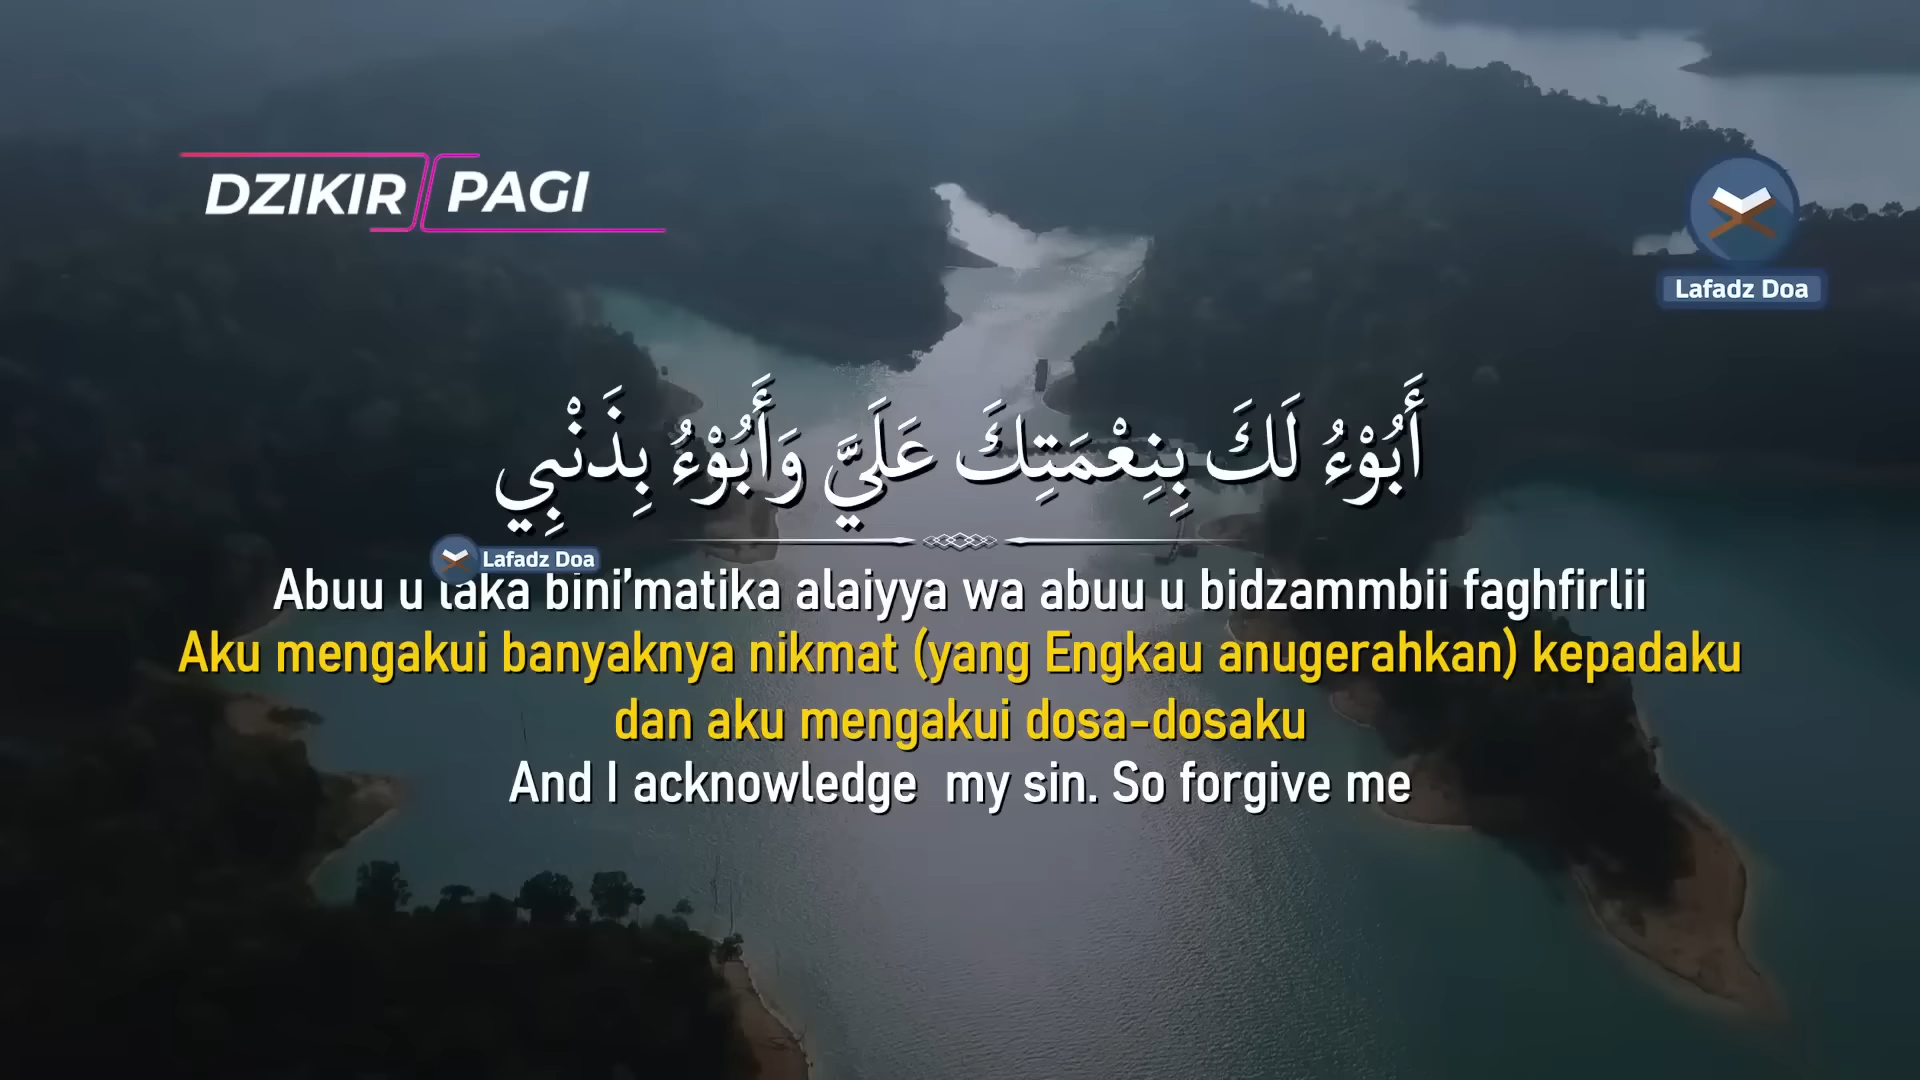 DZIKIR PAGI
Lafadz Doa
أَبُوْءُ لَكَ بِنِعْمَتِكَ عَلَيَّ وَأَبُوْءُ بِذَنْبِي
Lafadz Doa
Abuu u laka bini’matika alaiyya wa abuu u bidzammbii faghfirlii
Aku mengakui banyaknya nikmat (yang Engkau anugerahkan) kepadaku
dan aku mengakui dosa-dosaku
And I acknowledge  my sin. So forgive me